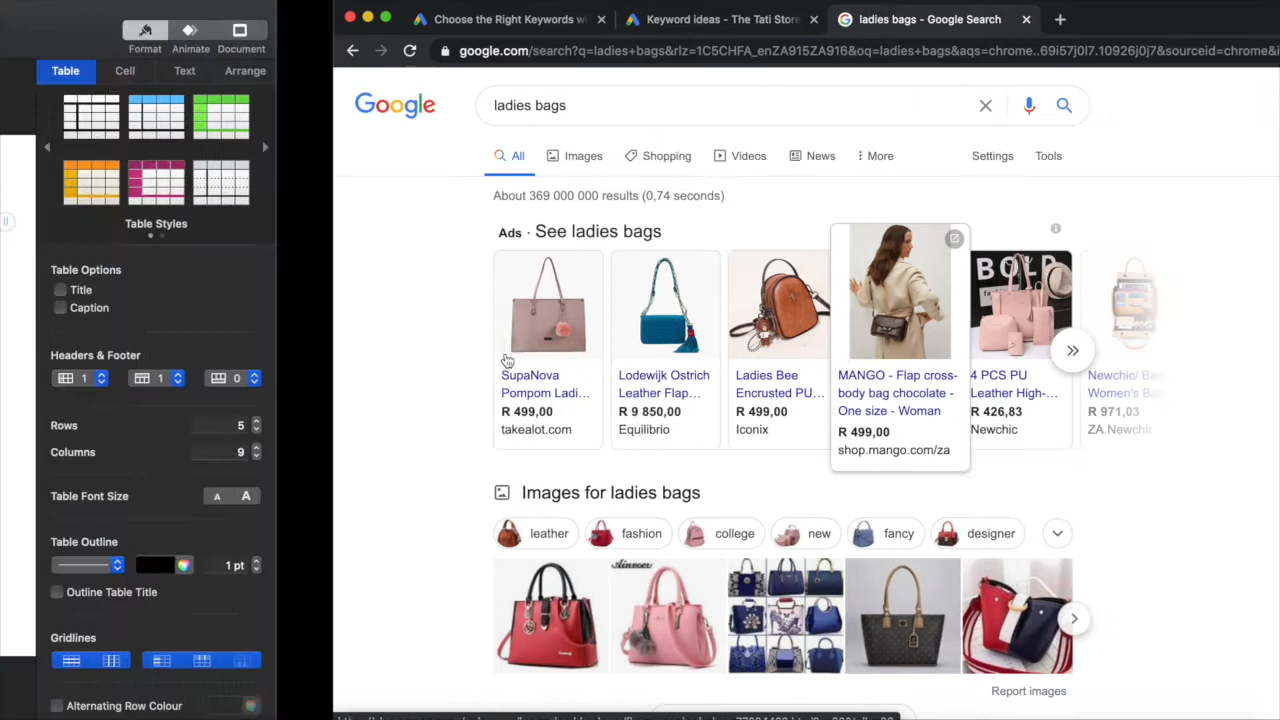 Format Animate Document
Table Cell Text Arrange
Table Styles
Table Options
Title
Caption
Headers & Footer
1 1 0
Rows 5
Columns 9
Table Font Size A A
Table Outline
1 pt
Outline Table Title
Gridlines
Alternating Row Colour
Choose the Right Keywords wi
Keyword ideas - The Tati Store
ladies bags - Google Search
google.com/search?q=ladies+bags&rlz=1C5CHFA_enZA915ZA916&oq=ladies+bags&aqs=chrome..69i57j0l7.10926j0j7&sourceid=chrome&i
Google
ladies bags
All Images Shopping Videos News More Settings Tools
About 369 000 000 results (0,74 seconds)
Ads · See ladies bags
SupaNova
Pompom Ladi...
R 499,00
takealot.com
Lodewijk Ostrich
Leather Flap...
R 9 850,00
Equilibrio
Ladies Bee
Encrusted PU...
R 499,00
Iconix
MANGO - Flap cross-
body bag chocolate -
One size - Woman
R 499,00
shop.mango.com/za
BOLD
4 PCS PU
Leather High-...
R 426,83
Newchic
Newchic/ Ba
Women's B
R 971,03
ZA.Newchic
Images for ladies bags
leather fashion college new fancy designer
Ainvoer
Report images